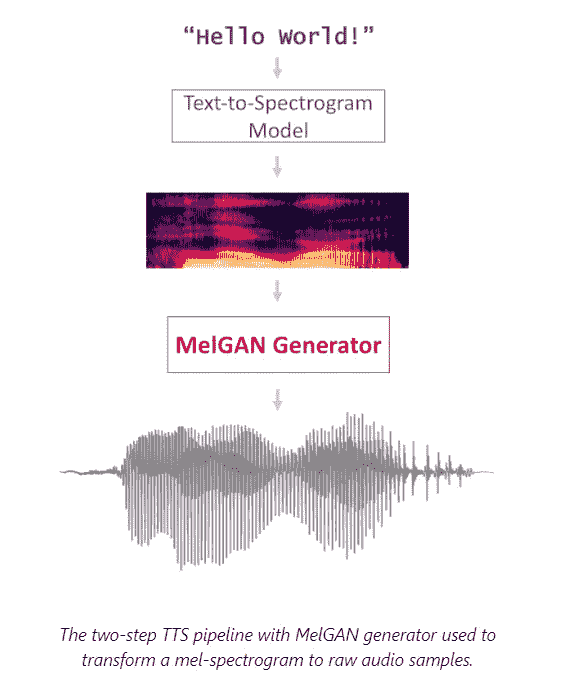 “Hello World!”
Text-to-Spectrogram
Model
MelGAN Generator
The two-step TTS pipeline with MelGAN generator used to
transform a mel-spectrogram to raw audio samples.